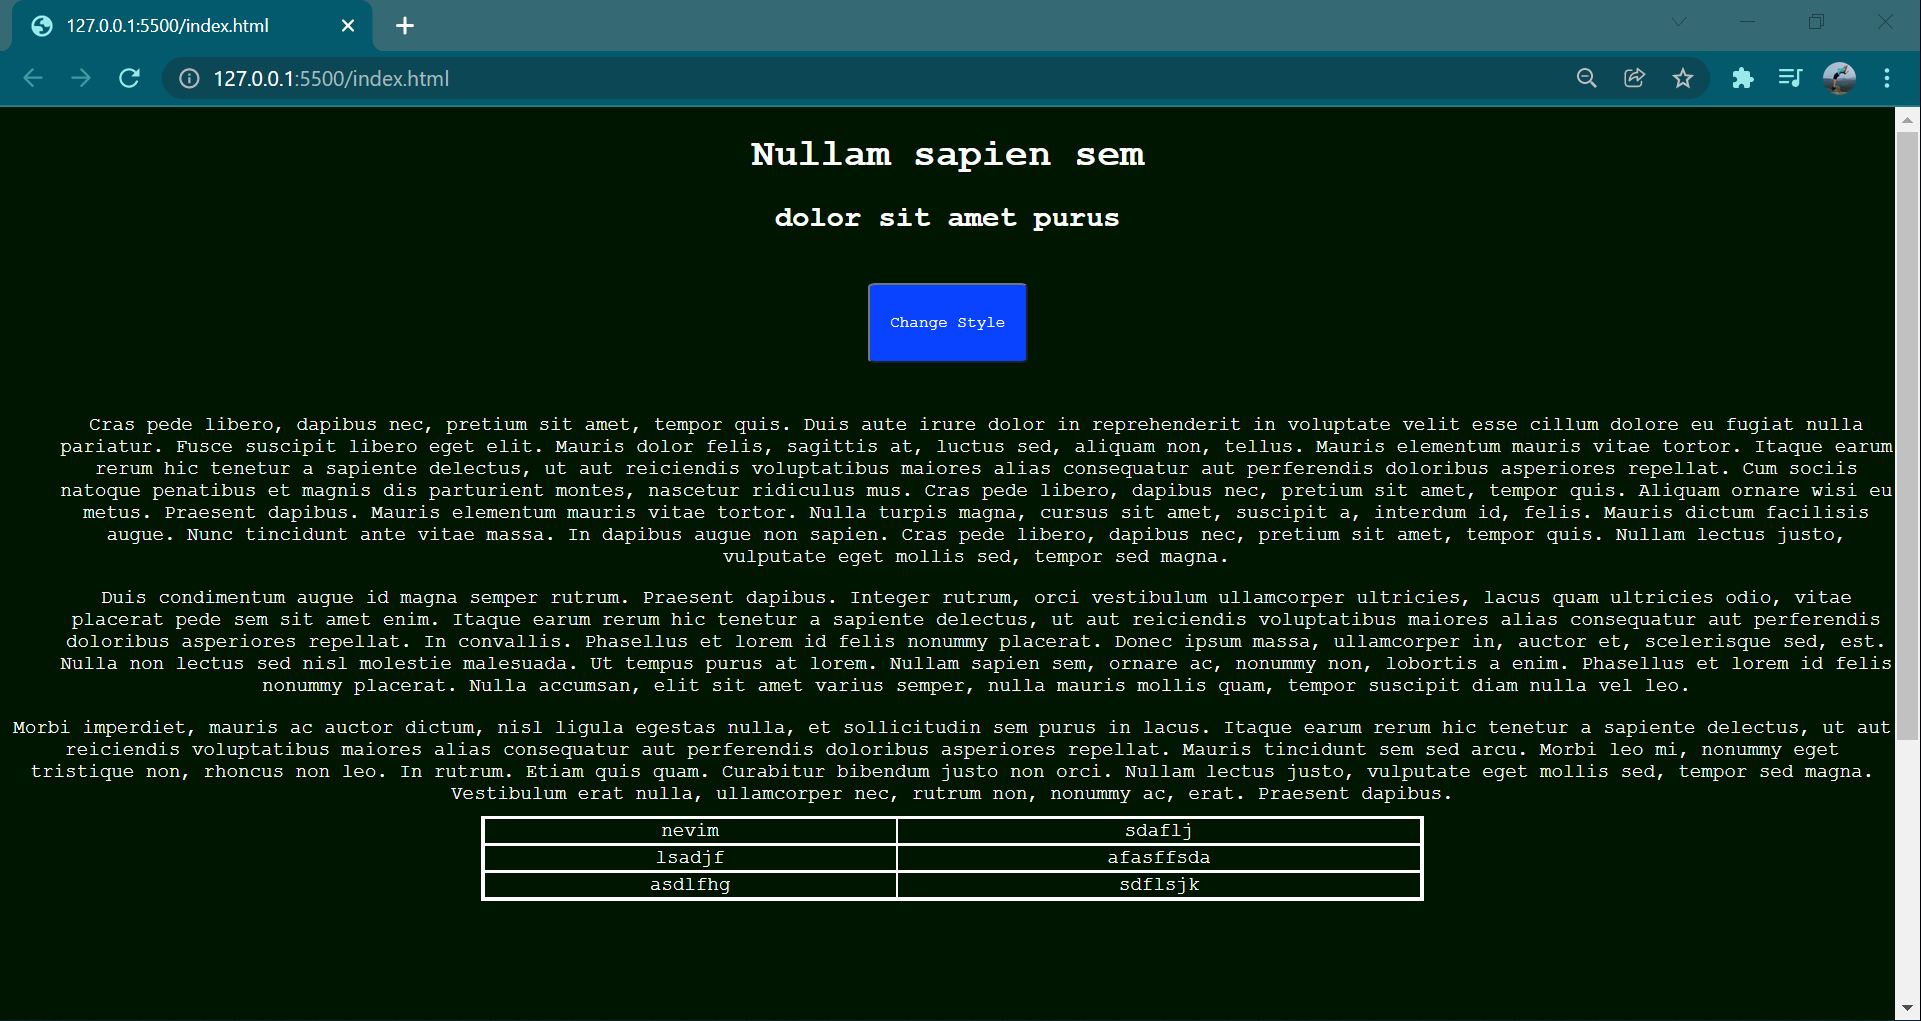 127.0.0.1:5500/index.html
127.0.0.1:5500/index.html
Nullam sapien sem
dolor sit amet purus
Change Style
Cras pede libero, dapibus nec, pretium sit amet, tempor quis. Duis aute irure dolor in reprehenderit in voluptate velit esse cillum dolore eu fugiat nulla
pariatur. Fusce suscipit libero eget elit. Mauris dolor felis, sagittis at, luctus sed, aliquam non, tellus. Mauris elementum mauris vitae tortor. Itaque earum
rerum hic tenetur a sapiente delectus, ut aut reiciendis voluptatibus maiores alias consequatur aut perferendis doloribus asperiores repellat. Cum sociis
natoque penatibus et magnis dis parturient montes, nascetur ridiculus mus. Cras pede libero, dapibus nec, pretium sit amet, tempor quis. Aliquam ornare wisi eu
metus. Praesent dapibus. Mauris elementum mauris vitae tortor. Nulla turpis magna, cursus sit amet, suscipit a, interdum id, felis. Mauris dictum facilisis
augue. Nunc tincidunt ante vitae massa. In dapibus augue non sapien. Cras pede libero, dapibus nec, pretium sit amet, tempor quis. Nullam lectus justo,
vulputate eget mollis sed, tempor sed magna.
Duis condimentum augue id magna semper rutrum. Praesent dapibus. Integer rutrum, orci vestibulum ullamcorper ultricies, lacus quam ultricies odio, vitae
placerat pede sem sit amet enim. Itaque earum rerum hic tenetur a sapiente delectus, ut aut reiciendis voluptatibus maiores alias consequatur aut perferendis
doloribus asperiores repellat. In convallis. Phasellus et lorem id felis nonummy placerat. Donec ipsum massa, ullamcorper in, auctor et, scelerisque sed, est.
Nulla non lectus sed nisl molestie malesuada. Ut tempus purus at lorem. Nullam sapien sem, ornare ac, nonummy non, lobortis a enim. Phasellus et lorem id felis
nonummy placerat. Nulla accumsan, elit sit amet varius semper, nulla mauris mollis quam, tempor suscipit diam nulla vel leo.
Morbi imperdiet, mauris ac auctor dictum, nisl ligula egestas nulla, et sollicitudin sem purus in lacus. Itaque earum rerum hic tenetur a sapiente delectus, ut aut
reiciendis voluptatibus maiores alias consequatur aut perferendis doloribus asperiores repellat. Mauris tincidunt sem sed arcu. Morbi leo mi, nonummy eget
tristique non, rhoncus non leo. In rutrum. Etiam quis quam. Curabitur bibendum justo non orci. Nullam lectus justo, vulputate eget mollis sed, tempor sed magna.
Vestibulum erat nulla, ullamcorper nec, rutrum non, nonummy ac, erat. Praesent dapibus.
nevim sdaflj
lsadjf afasffsda
asdlfhg sdflsjk